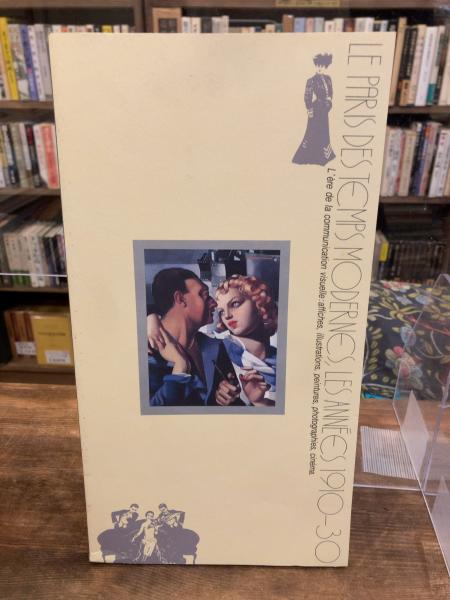 LE PARIS DES TEMPS MODERNES, LES ANNÉES 1910-30
L'ère de la communication visuelle: affiches, illustrations, peintures, photographies, cinéma.